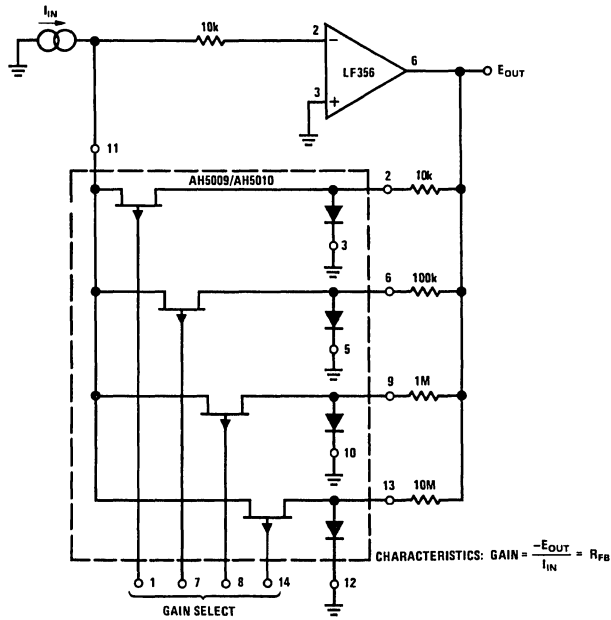 I_IN
10k
2
−
LF356
6
E_OUT
3
+
11
AH5009/AH5010
2
10k
3
6
100k
5
9
1M
10
13
10M
CHARACTERISTICS: GAIN = −E_OUT / I_IN = R_FB
1
7
8
14
12
GAIN SELECT